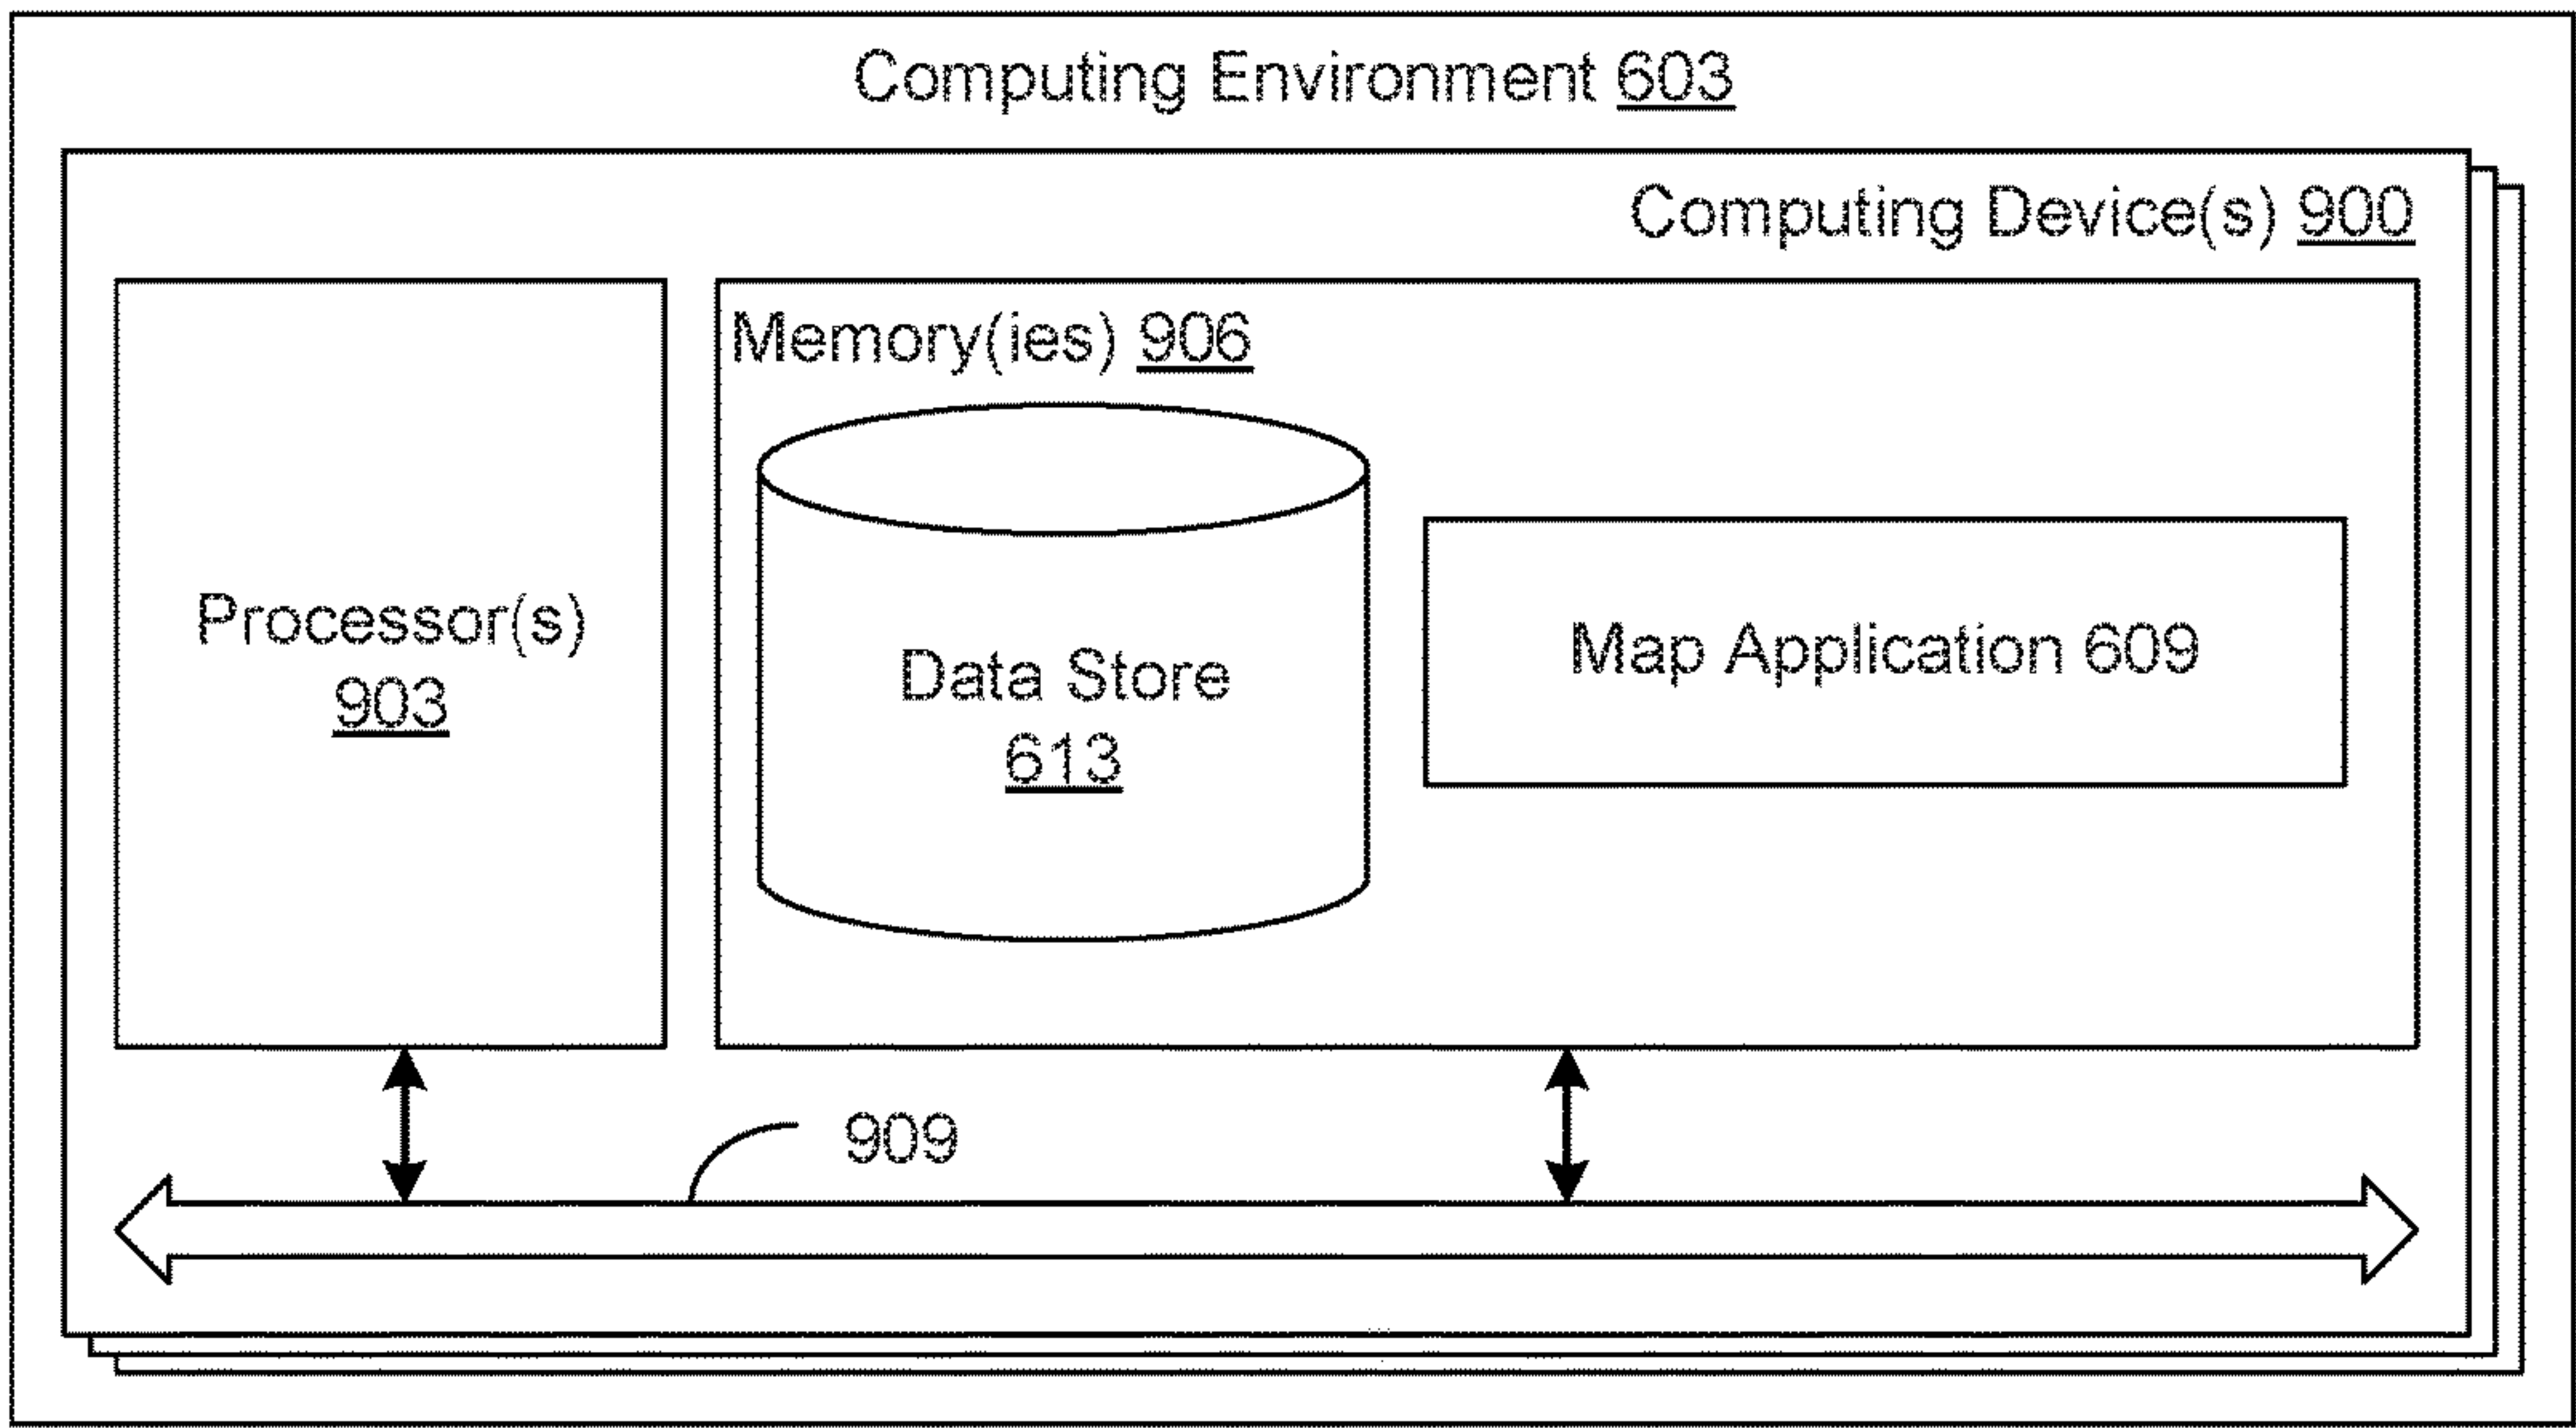 Computing Environment 603
Computing Device(s) 900
Memory(ies) 906
Processor(s)
903
Data Store
613
Map Application 609
909